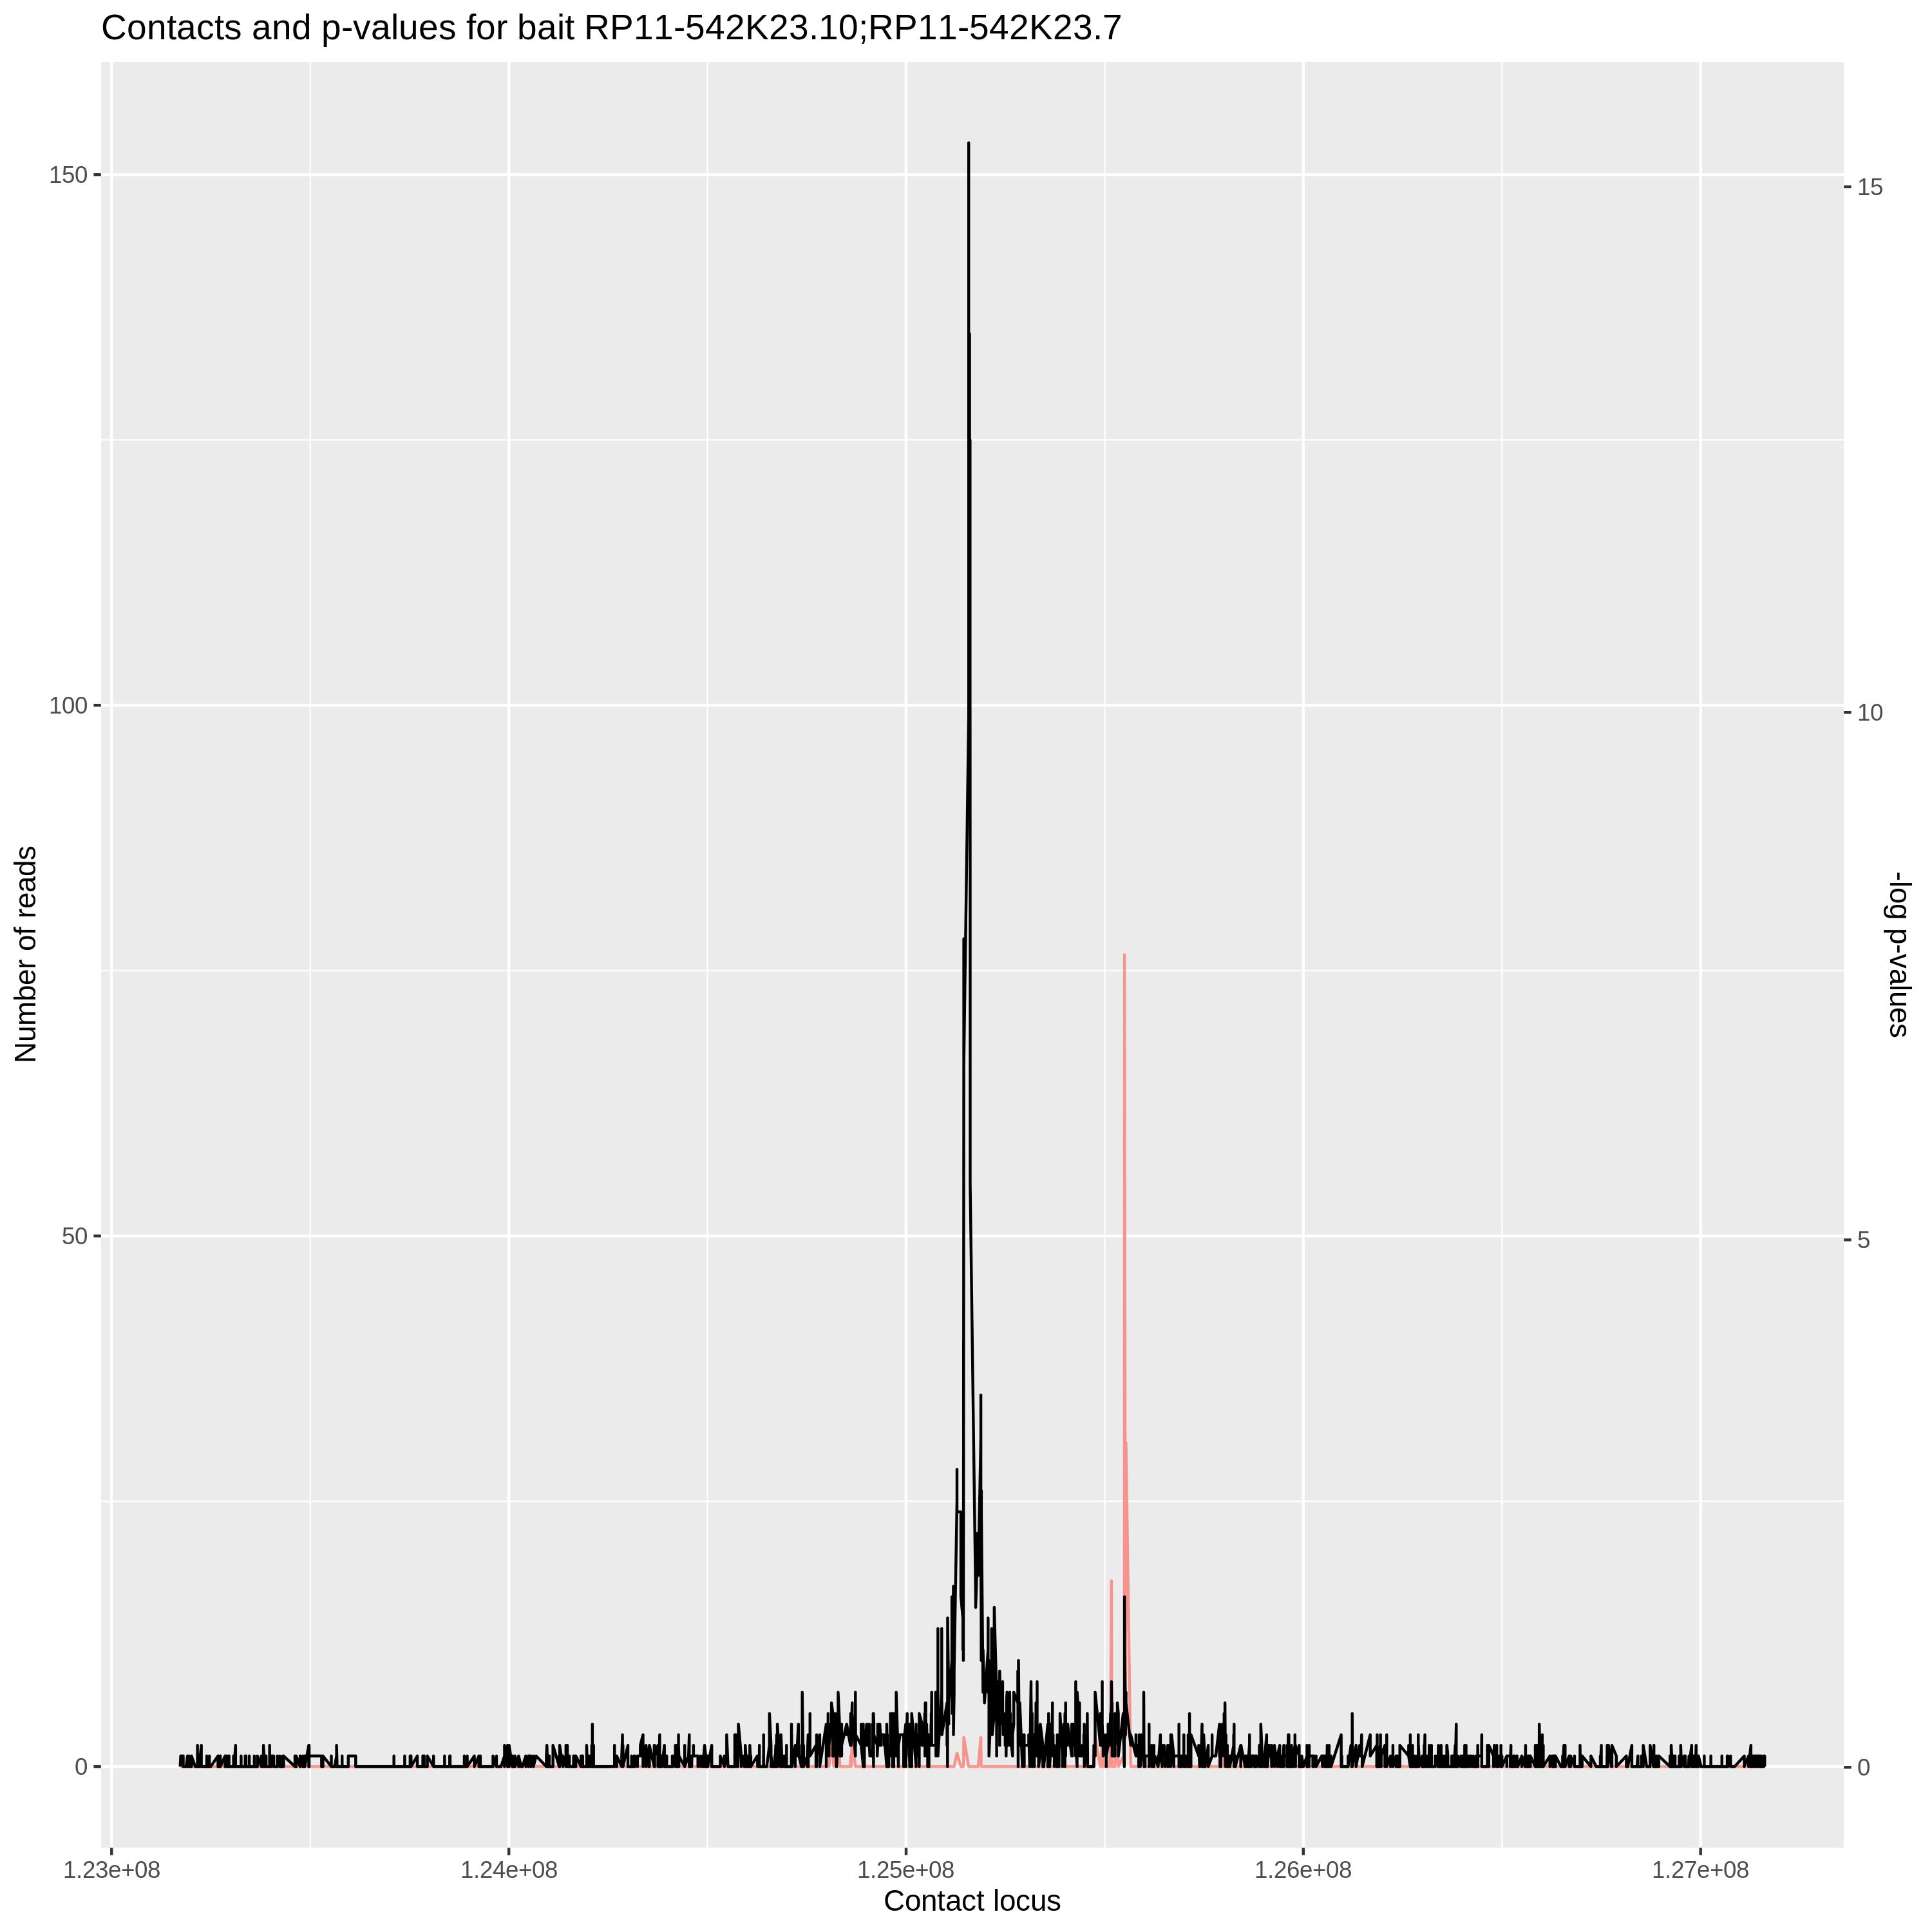 Contacts and p-values for bait RP11-542K23.10;RP11-542K23.7
150
100
50
0
Number of reads
15
10
5
0
-log p-values
1.23e+08
1.24e+08
1.25e+08
1.26e+08
1.27e+08
Contact locus